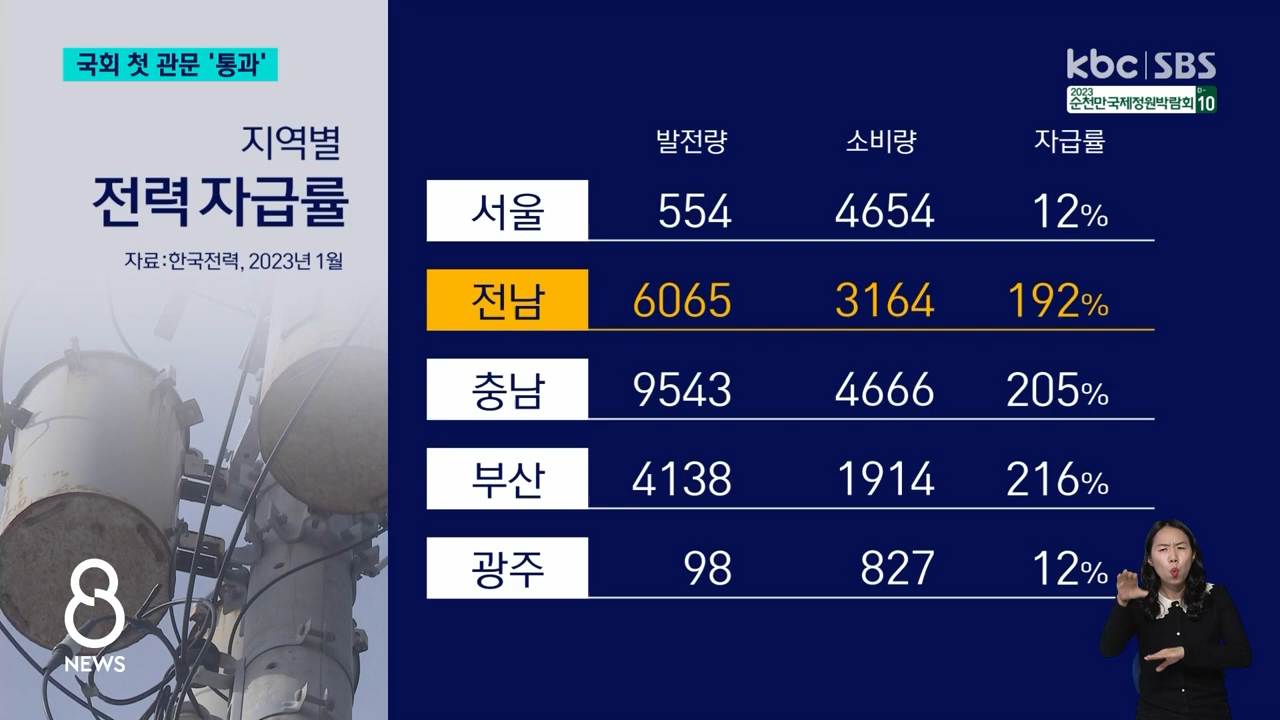 국회 첫 관문 '통과'
kbc SBS
2023
순천만국제정원박람회 D-10
지역별
전력 자급률
자료:한국전력, 2023년 1월
발전량 소비량 자급률
서울 554 4654 12%
전남 6065 3164 192%
충남 9543 4666 205%
부산 4138 1914 216%
광주 98 827 12%
8
NEWS